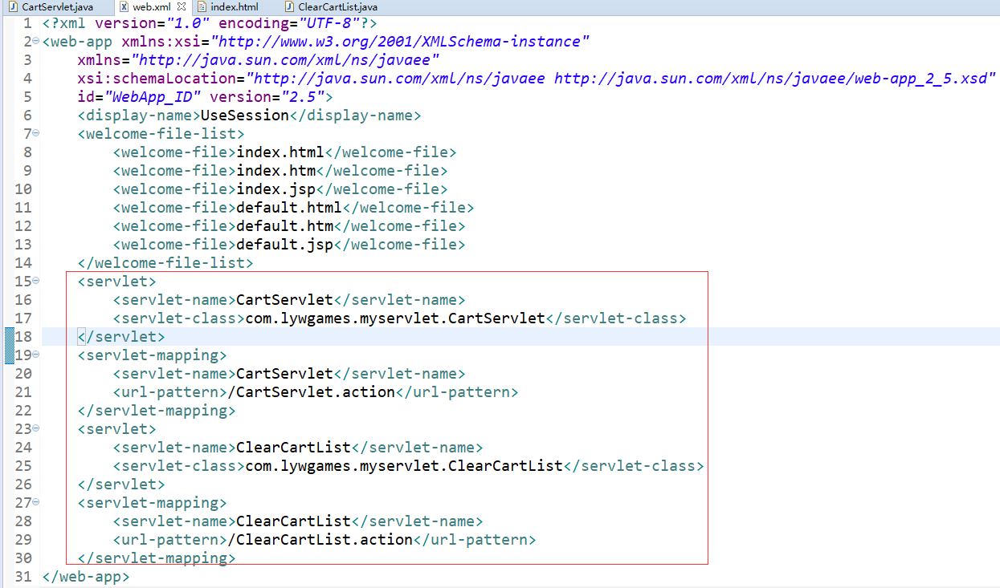 CartServlet.java web.xml index.html ClearCartList.java
1 <?xml version="1.0" encoding="UTF-8"?>
2 <web-app xmlns:xsi="http://www.w3.org/2001/XMLSchema-instance"
3 xmlns="http://java.sun.com/xml/ns/javaee"
4 xsi:schemaLocation="http://java.sun.com/xml/ns/javaee http://java.sun.com/xml/ns/javaee/web-app_2_5.xsd"
5 id="WebApp_ID" version="2.5">
6 <display-name>UseSession</display-name>
7 <welcome-file-list>
8 <welcome-file>index.html</welcome-file>
9 <welcome-file>index.htm</welcome-file>
10 <welcome-file>index.jsp</welcome-file>
11 <welcome-file>default.html</welcome-file>
12 <welcome-file>default.htm</welcome-file>
13 <welcome-file>default.jsp</welcome-file>
14 </welcome-file-list>
15 <servlet>
16 <servlet-name>CartServlet</servlet-name>
17 <servlet-class>com.lywgames.myservlet.CartServlet</servlet-class>
18 </servlet>
19 <servlet-mapping>
20 <servlet-name>CartServlet</servlet-name>
21 <url-pattern>/CartServlet.action</url-pattern>
22 </servlet-mapping>
23 <servlet>
24 <servlet-name>ClearCartList</servlet-name>
25 <servlet-class>com.lywgames.myservlet.ClearCartList</servlet-class>
26 </servlet>
27 <servlet-mapping>
28 <servlet-name>ClearCartList</servlet-name>
29 <url-pattern>/ClearCartList.action</url-pattern>
30 </servlet-mapping>
31 </web-app>